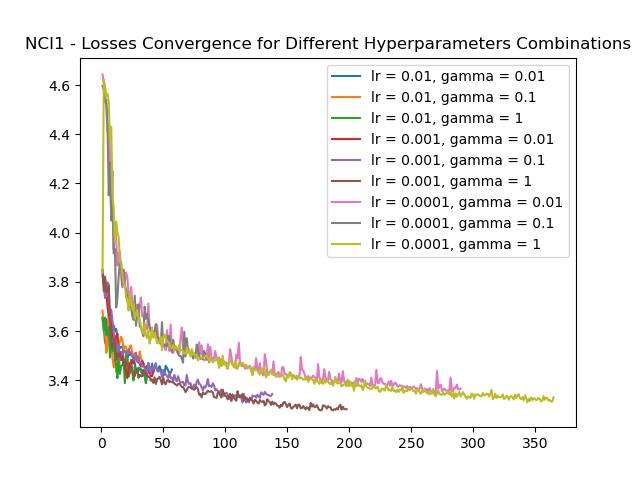 NCI1 - Losses Convergence for Different Hyperparameters Combinations
4.6
4.4
4.2
4.0
3.8
3.6
3.4
0 50 100 150 200 250 300 350
lr = 0.01, gamma = 0.01
lr = 0.01, gamma = 0.1
lr = 0.01, gamma = 1
lr = 0.001, gamma = 0.01
lr = 0.001, gamma = 0.1
lr = 0.001, gamma = 1
lr = 0.0001, gamma = 0.01
lr = 0.0001, gamma = 0.1
lr = 0.0001, gamma = 1